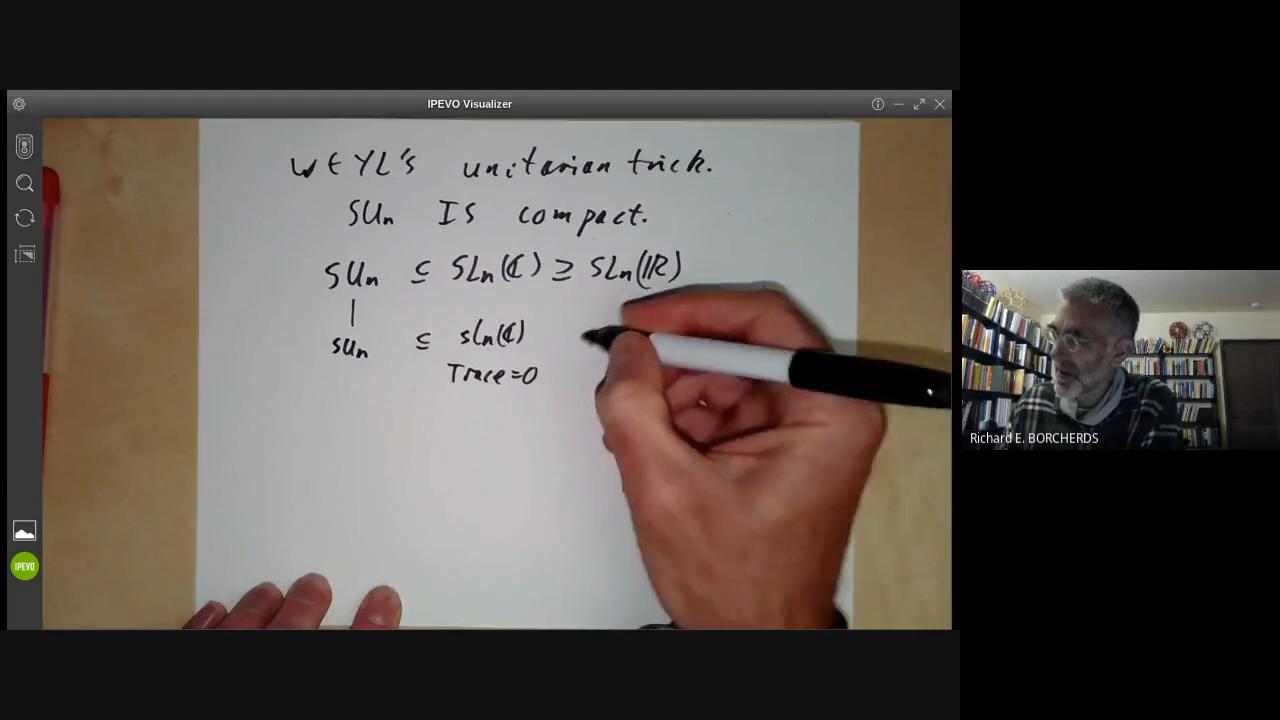 IPEVO Visualizer
WEYL's unitarian trick.
SUn IS compact.
SUn ⊆ SLn(ℂ) ≥ SLn(ℝ)
sun ⊆ sln(ℂ)
Trace=0
Richard E. BORCHERDS
IPEVO